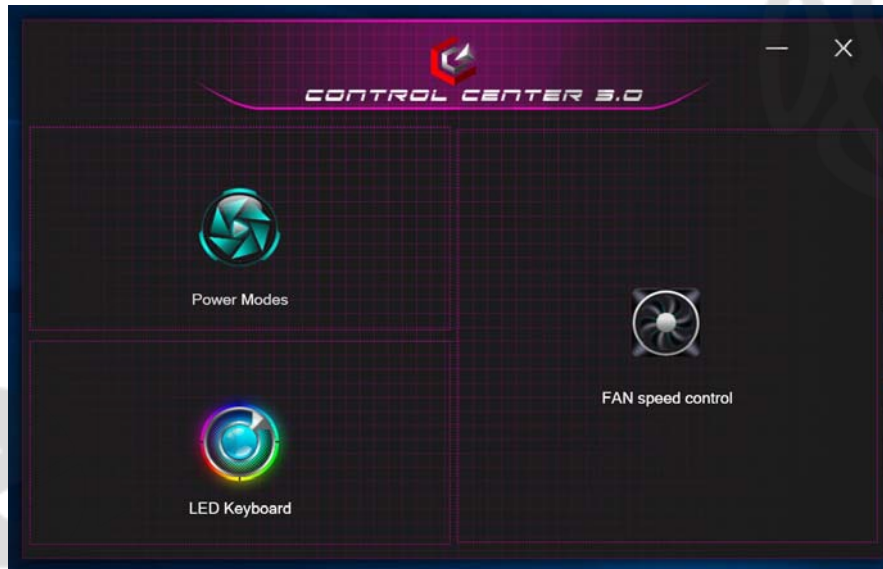 CONTROL CENTER 3.0
Power Modes
FAN speed control
LED Keyboard